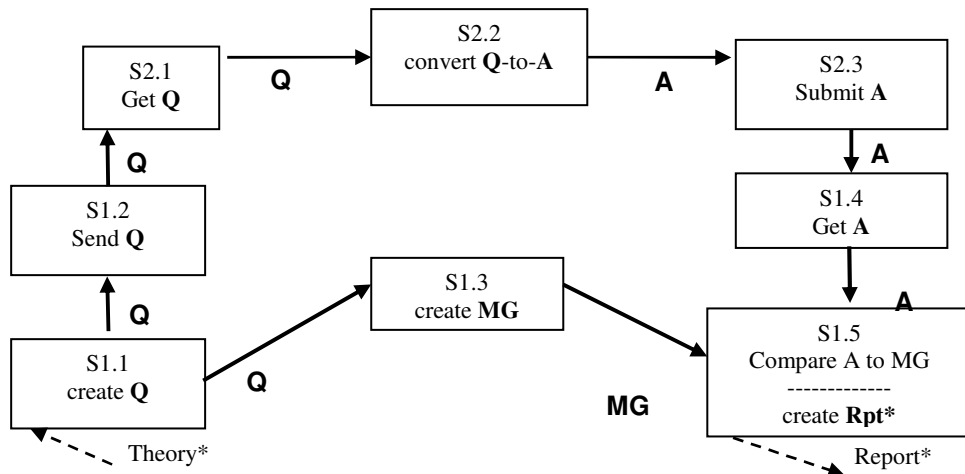 S2.1
Get Q
Q
S2.2
convert Q-to-A
A
S2.3
Submit A
Q
A
S1.2
Send Q
S1.4
Get A
Q
S1.3
create MG
A
S1.1
create Q
Q
MG
S1.5
Compare A to MG
-------------
create Rpt*
Theory*
Report*